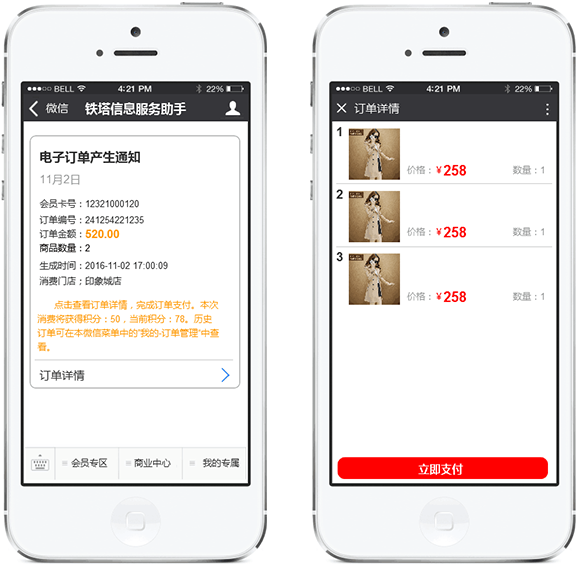 BELL 4:21 PM 22%
微信 铁塔信息服务助手
电子订单产生通知
11月2日
会员卡号：12321000120
订单编号：241254221235
订单金额：520.00
商品数量：2
生成时间：2016-11-02 17:00:09
消费门店；印象城店
点击查看订单详情，完成订单支付。本次
消费将获得积分：50，当前积分：78。历史
订单可在本微信菜单中的“我的-订单管理”中查
看。
订单详情
会员专区 商业中心 我的专属
BELL 4:21 PM 22%
订单详情
1
价格：¥258 数量：1
2
价格：¥258 数量：1
3
价格：¥258 数量：1
立即支付